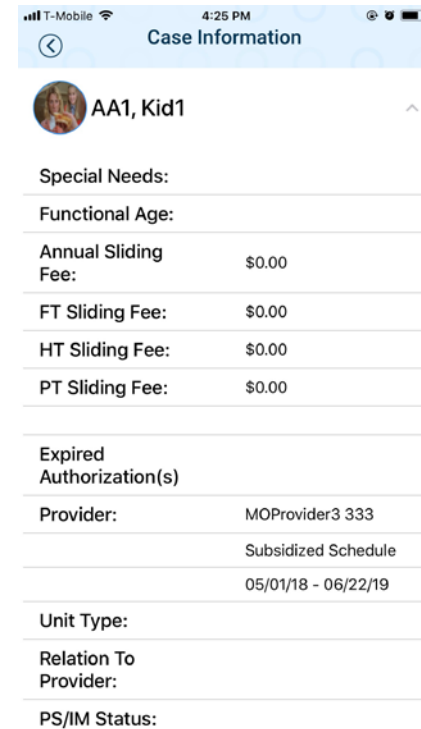 T-Mobile 4:25 PM
Case Information
AA1, Kid1
Special Needs:
Functional Age:
Annual Sliding
Fee: $0.00
FT Sliding Fee: $0.00
HT Sliding Fee: $0.00
PT Sliding Fee: $0.00
Expired
Authorization(s)
Provider: MOProvider3 333
Subsidized Schedule
05/01/18 - 06/22/19
Unit Type:
Relation To
Provider:
PS/IM Status: